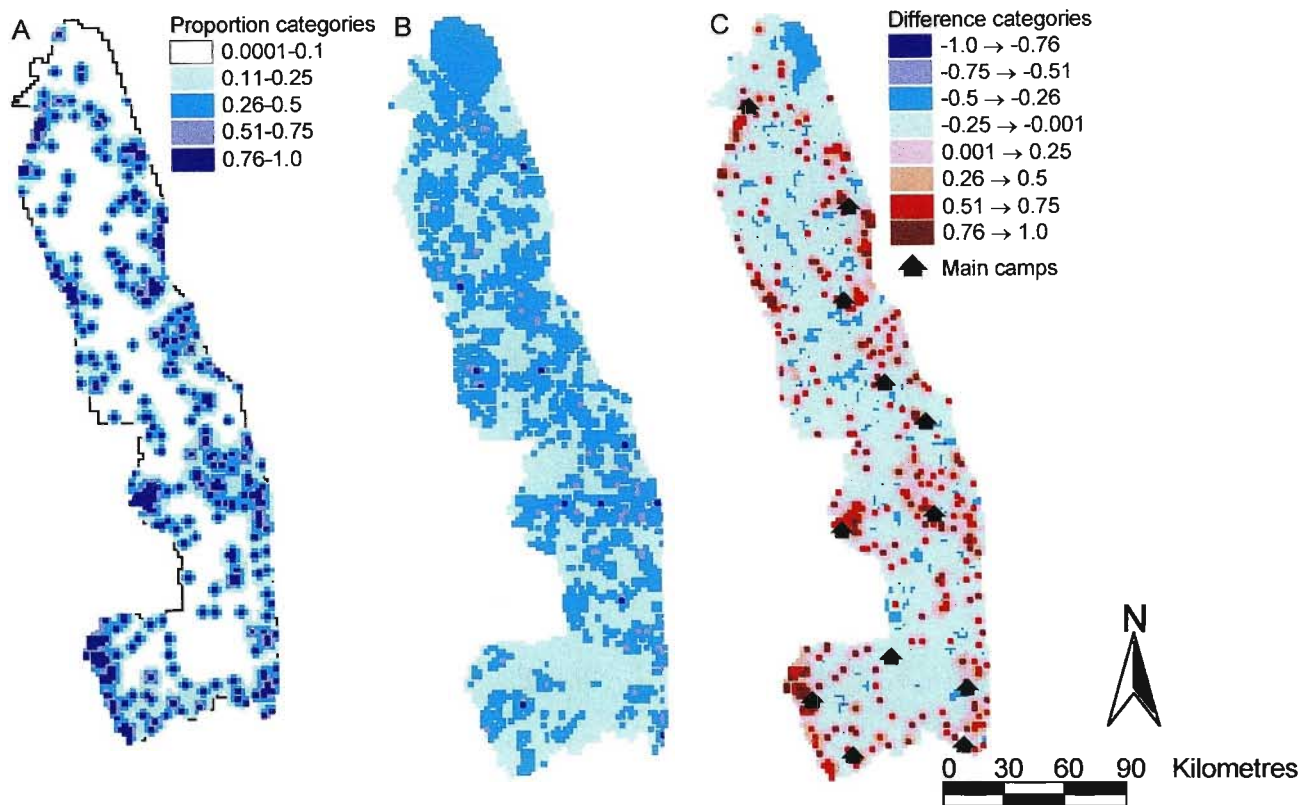 A
Proportion categories
0.0001-0.1
0.11-0.25
0.26-0.5
0.51-0.75
0.76-1.0
B
C
Difference categories
-1.0 → -0.76
-0.75 → -0.51
-0.5 → -0.26
-0.25 → -0.001
0.001 → 0.25
0.26 → 0.5
0.51 → 0.75
0.76 → 1.0
Main camps
N
0 30 60 90 Kilometres